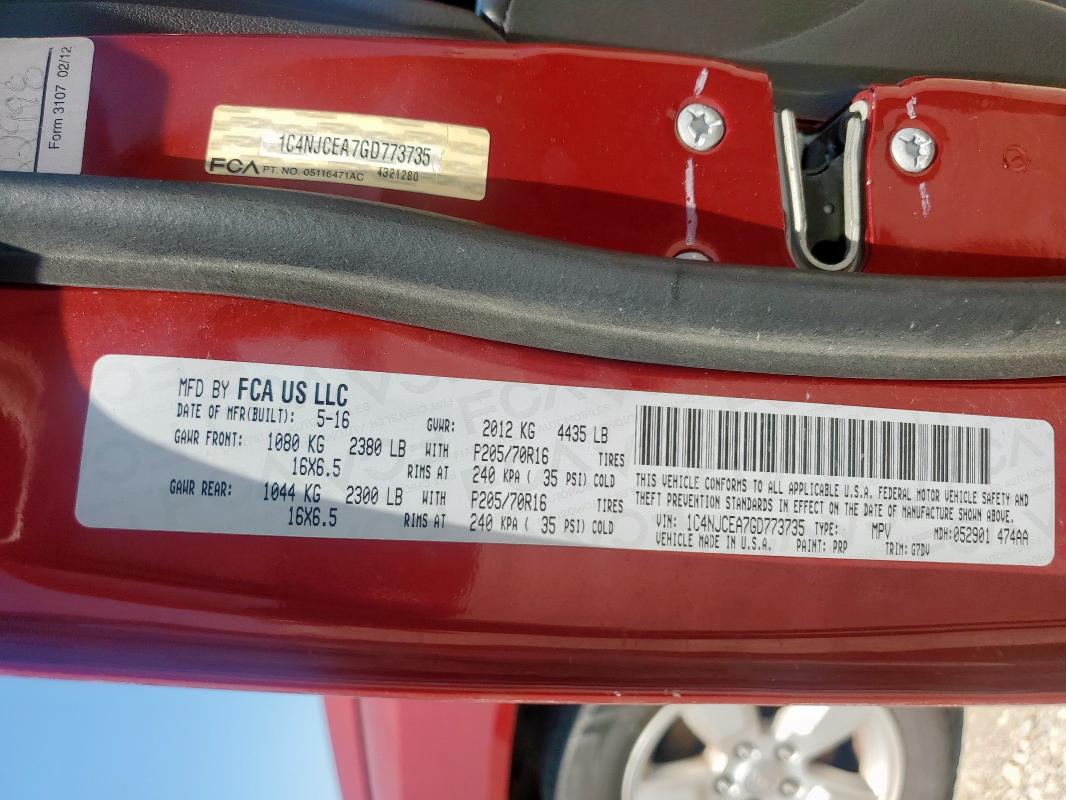 Form 3107 02/12
1C4NJCEA7GD773735
FCA PT. NO. 05116471AC 4321280
MFD BY FCA US LLC
DATE OF MFR(BUILT): 5-16 GVWR: 2012 KG 4435 LB
GAWR FRONT: 1080 KG 2380 LB WITH P205/70R16 TIRES
16X6.5 RIMS AT 240 KPA ( 35 PSI) COLD
GAWR REAR: 1044 KG 2300 LB WITH P205/70R16 TIRES
16X6.5 RIMS AT 240 KPA ( 35 PSI) COLD
THIS VEHICLE CONFORMS TO ALL APPLICABLE U.S.A. FEDERAL MOTOR VEHICLE SAFETY AND
THEFT PREVENTION STANDARDS IN EFFECT ON THE DATE OF MANUFACTURE SHOWN ABOVE.
VIN: 1C4NJCEA7GD773735 TYPE: MPV MDH:052901 474AA
VEHICLE MADE IN U.S.A. PAINT: PRP TRIM: G7DV